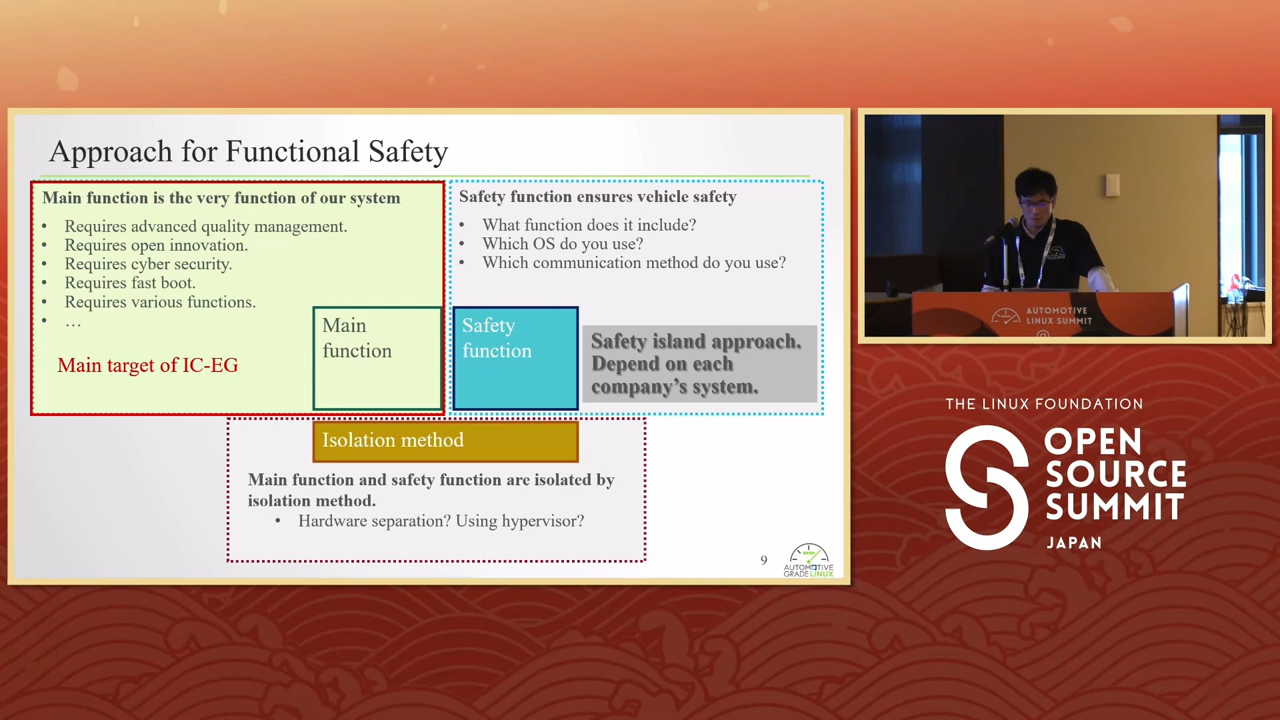 Approach for Functional Safety
Main function is the very function of our system
• Requires advanced quality management.
• Requires open innovation.
• Requires cyber security.
• Requires fast boot.
• Requires various functions.
• …
Main target of IC-EG
Main
function
Safety function ensures vehicle safety
• What function does it include?
• Which OS do you use?
• Which communication method do you use?
Safety
function
Safety island approach.
Depend on each
company's system.
Isolation method
Main function and safety function are isolated by
isolation method.
• Hardware separation? Using hypervisor?
9
AUTOMOTIVE
GRADE LINUX
AUTOMOTIVE
LINUX SUMMIT
@
THE LINUX FOUNDATION
OPEN
SOURCE
SUMMIT
JAPAN